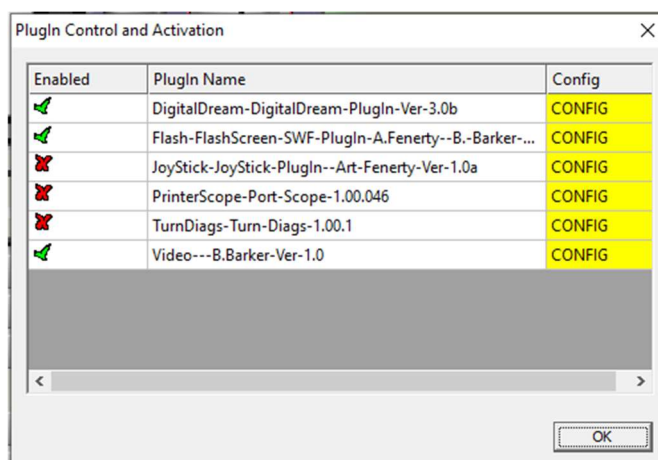 PlugIn Control and Activation
Enabled PlugIn Name Config
DigitalDream-DigitalDream-PlugIn-Ver-3.0b CONFIG
Flash-FlashScreen-SWF-PlugIn-A.Fenerty--B.-Barker-... CONFIG
JoyStick-JoyStick-PlugIn--Art-Fenerty-Ver-1.0a CONFIG
PrinterScope-Port-Scope-1.00.046 CONFIG
TurnDiags-Turn-Diags-1.00.1 CONFIG
Video---B.Barker-Ver-1.0 CONFIG
OK